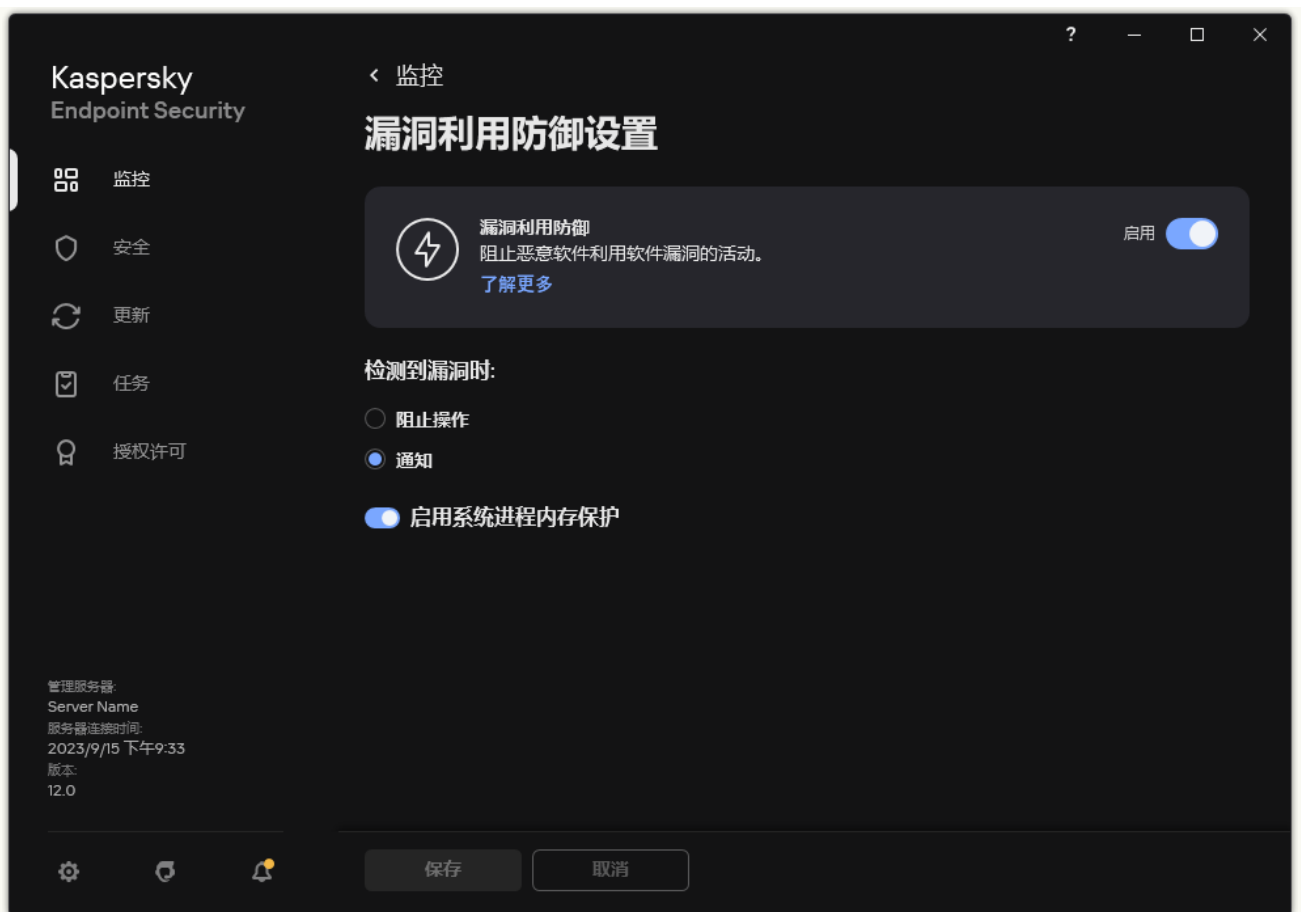 ?
Kaspersky
Endpoint Security
监控
安全
更新
任务
授权许可
管理服务器:
Server Name
服务器连接时间:
2023/9/15 下午9:33
版本:
12.0
监控
漏洞利用防御设置
漏洞利用防御
阻止恶意软件利用软件漏洞的活动。
了解更多
启用
检测到漏洞时:
阻止操作
通知
启用系统进程内存保护
保存
取消